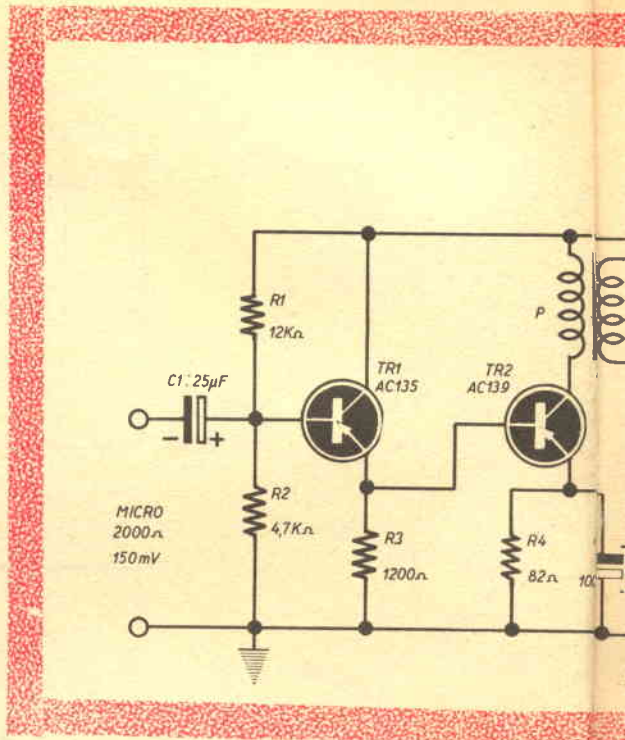 R1
12KΩ
C1: 25µF
TR1
AC135
P
TR2
AC139
MICRO
2000Ω
150mV
R2
4,7KΩ
R3
1200Ω
R4
82Ω